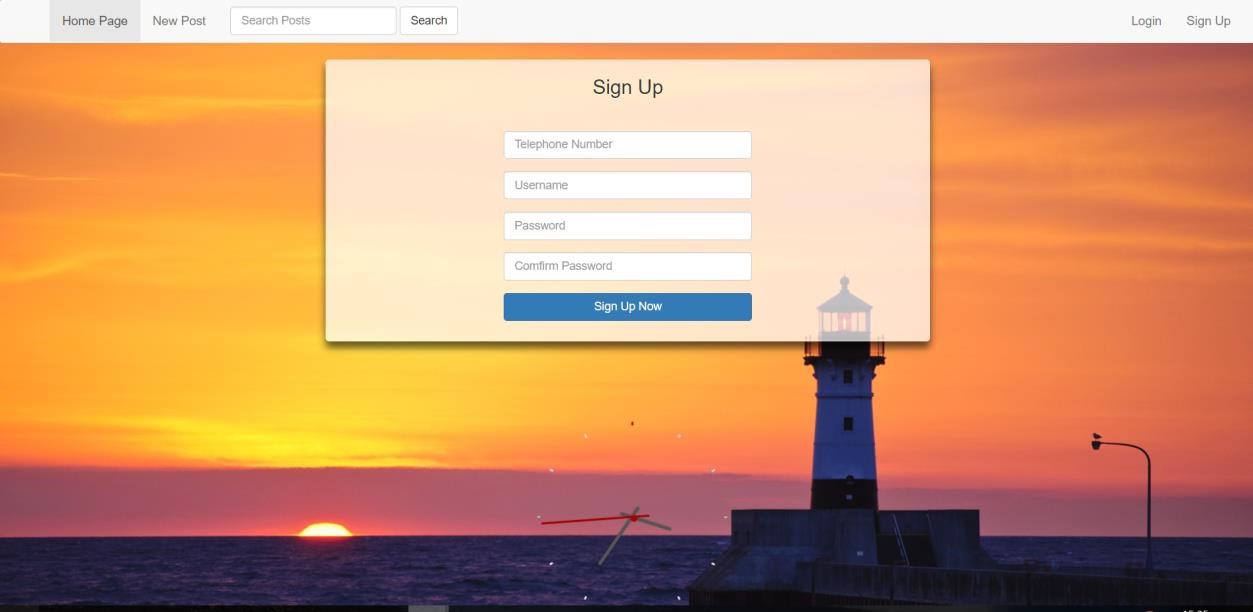 Home Page New Post Search Posts Search Login Sign Up
Sign Up
Telephone Number
Username
Password
Comfirm Password
Sign Up Now